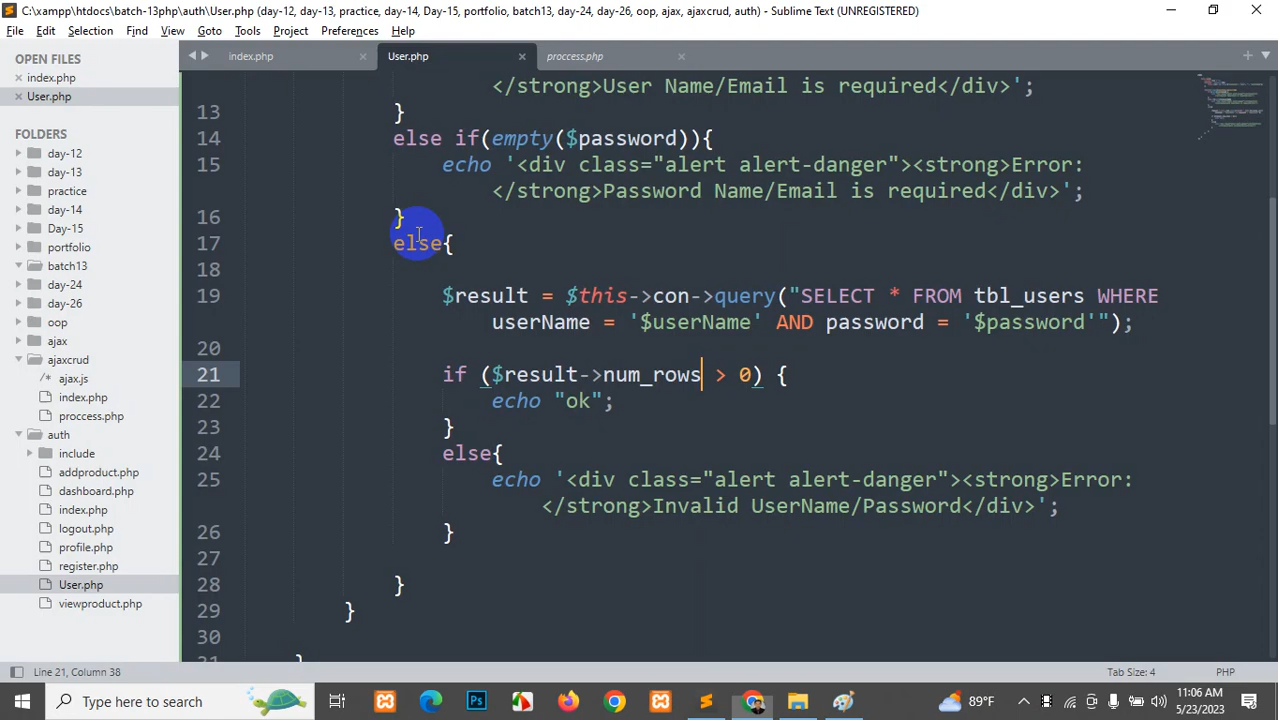 C:\xampp\htdocs\batch-13php\auth\User.php (day-12, day-13, practice, day-14, Day-15, portfolio, batch13, day-24, day-26, oop, ajax, ajaxcrud, auth) - Sublime Text (UNREGISTERED)
File Edit Selection Find View Goto Tools Project Preferences Help
OPEN FILES
index.php
User.php
FOLDERS
day-12
day-13
practice
day-14
Day-15
portfolio
batch13
day-24
day-26
oop
ajax
ajaxcrud
ajax.js
index.php
proccess.php
auth
include
addproduct.php
dashboard.php
index.php
logout.php
profile.php
register.php
User.php
viewproduct.php
index.php User.php proccess.php
</strong>User Name/Email is required</div>';
13 }
14 else if(empty($password)){
15 echo '<div class="alert alert-danger"><strong>Error:
</strong>Password Name/Email is required</div>';
16 }
17 else{
18
19 $result = $this->con->query("SELECT * FROM tbl_users WHERE
userName = '$userName' AND password = '$password'");
20
21 if ($result->num_rows > 0) {
22 echo "ok";
23 }
24 else{
25 echo '<div class="alert alert-danger"><strong>Error:
</strong>Invalid UserName/Password</div>';
26 }
27
28 }
29 }
30
Line 21, Column 38 Tab Size: 4 PHP
Type here to search
89°F
11:06 AM
5/23/2023